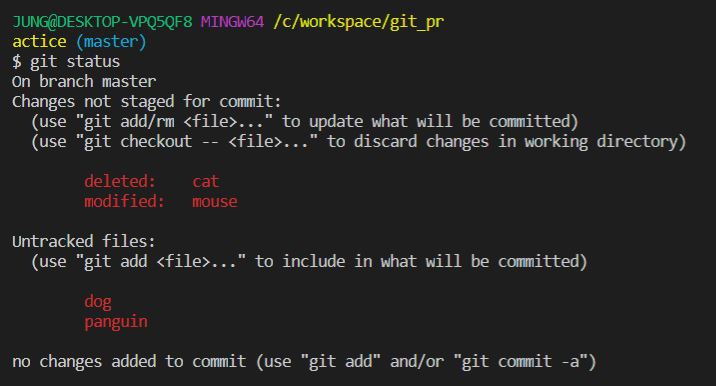 JUNG@DESKTOP-VPQ5QF8 MINGW64 /c/workspace/git_pr
actice (master)
$ git status
On branch master
Changes not staged for commit:
  (use "git add/rm <file>..." to update what will be committed)
  (use "git checkout -- <file>..." to discard changes in working directory)
        deleted:    cat
        modified:   mouse
Untracked files:
  (use "git add <file>..." to include in what will be committed)
        dog
        panguin
no changes added to commit (use "git add" and/or "git commit -a")